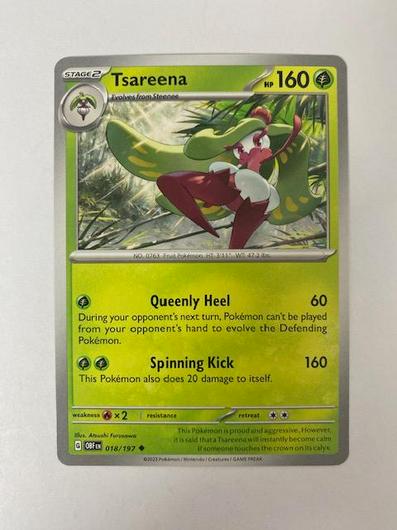 STAGE 2 Tsareena HP 160
Evolves from Steenee
NO. 0763 Fruit Pokémon HT: 3'11" WT: 47.2 lbs.
Queenly Heel 60
During your opponent's next turn, Pokémon can't be played
from your opponent's hand to evolve the Defending
Pokémon.
Spinning Kick 160
This Pokémon also does 20 damage to itself.
weakness ×2 resistance retreat
Illus. Atsushi Furusawa
G OBF EN 018/197
This Pokémon is proud and aggressive. However,
it is said that a Tsareena will instantly become calm
if someone touches the crown on its calyx.
©2023 Pokémon / Nintendo / Creatures / GAME FREAK